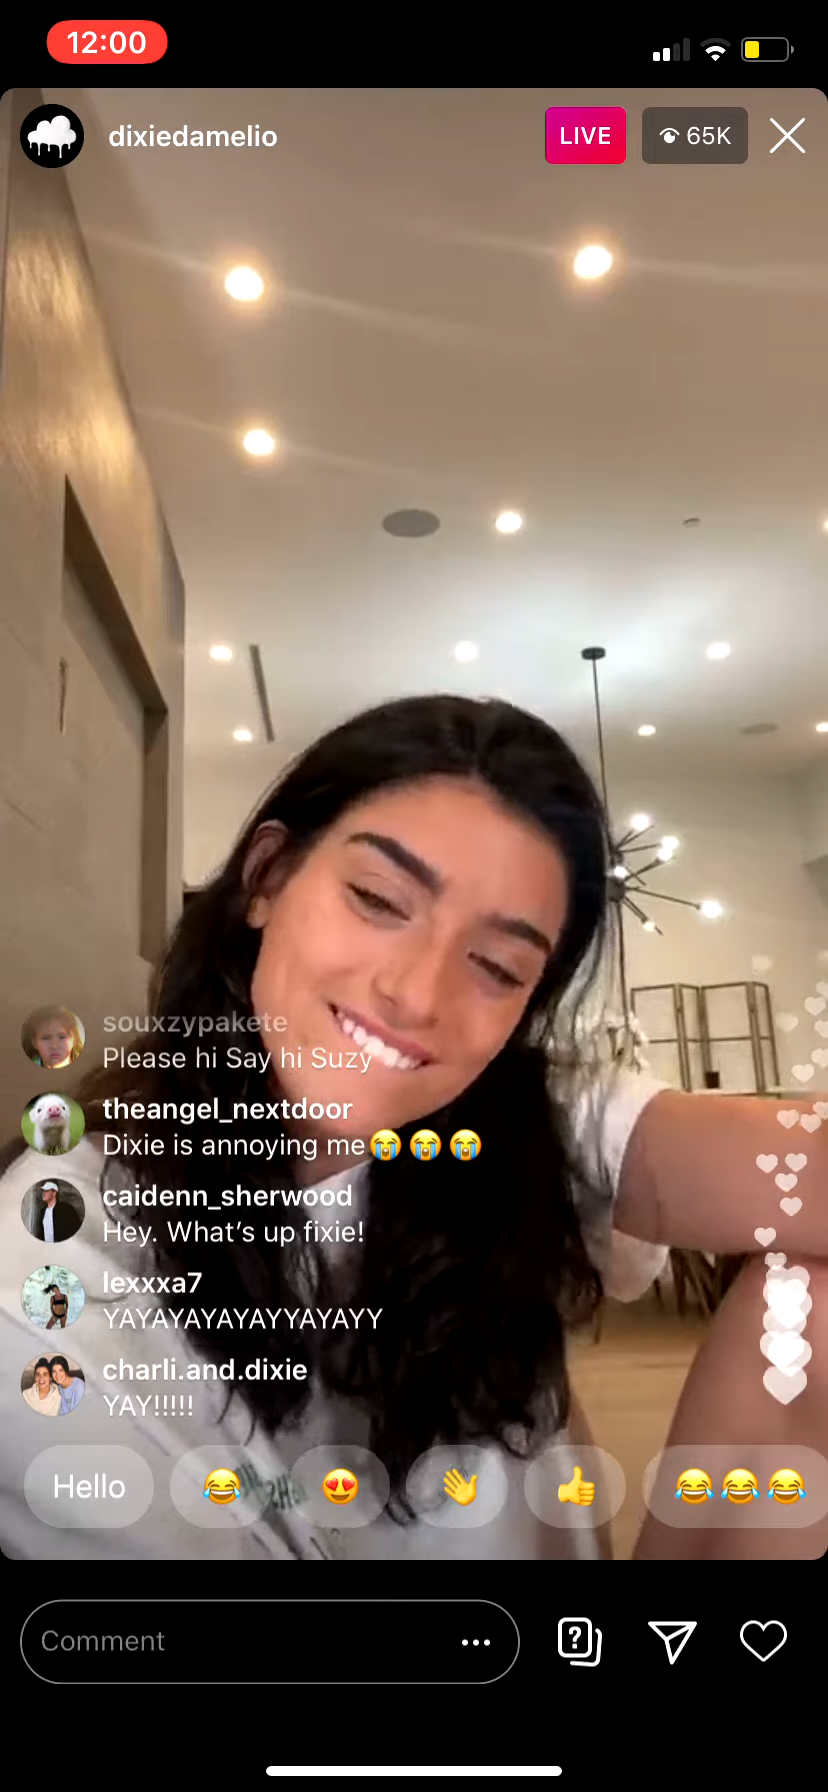 12:00
dixiedamelio
LIVE
65K
souxzypakete
Please hi Say hi Suzy
theangel_nextdoor
Dixie is annoying me😭😭😭
caidenn_sherwood
Hey. What's up fixie!
lexxxa7
YAYAYAYAYAYYAYAYY
charli.and.dixie
YAY!!!!!
Hello 😂 😍 👋 👍 😂😂😂
Comment